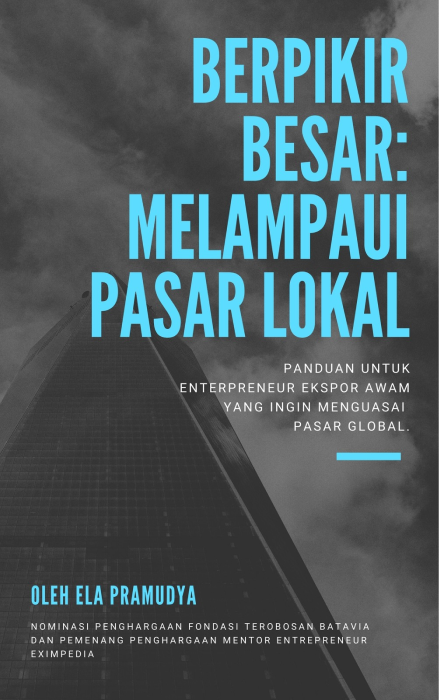 BERPIKIR
BESAR:
MELAMPAUI
PASAR LOKAL
PANDUAN UNTUK
ENTERPRENEUR EKSPOR AWAM
YANG INGIN MENGUASAI
PASAR GLOBAL.
OLEH ELA PRAMUDYA
NOMINASI PENGHARGAAN FONDASI TEROBOSAN BATAVIA
DAN PEMENANG PENGHARGAAN MENTOR ENTREPRENEUR
EXIMPEDIA